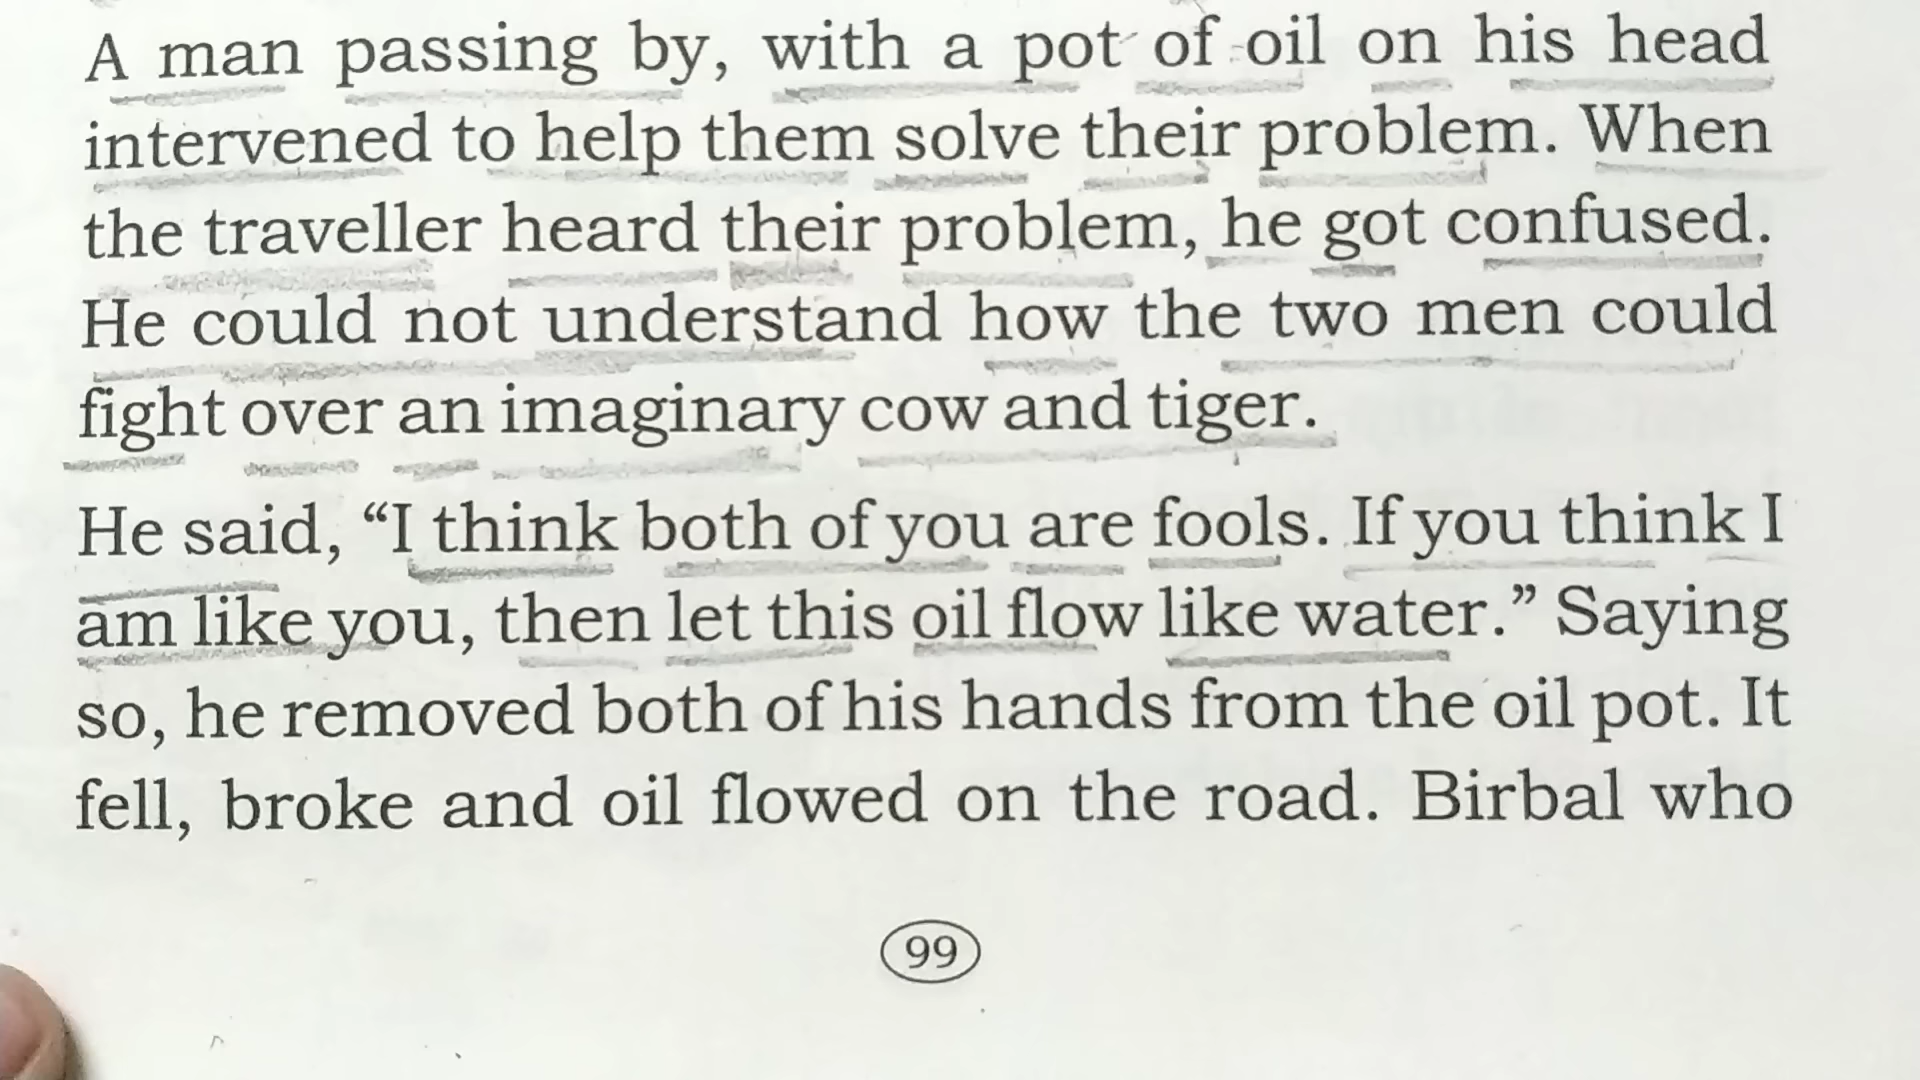 A man passing by, with a pot of oil on his head
intervened to help them solve their problem. When
the traveller heard their problem, he got confused.
He could not understand how the two men could
fight over an imaginary cow and tiger.
He said, “I think both of you are fools. If you think I
am like you, then let this oil flow like water.” Saying
so, he removed both of his hands from the oil pot. It
fell, broke and oil flowed on the road. Birbal who
99